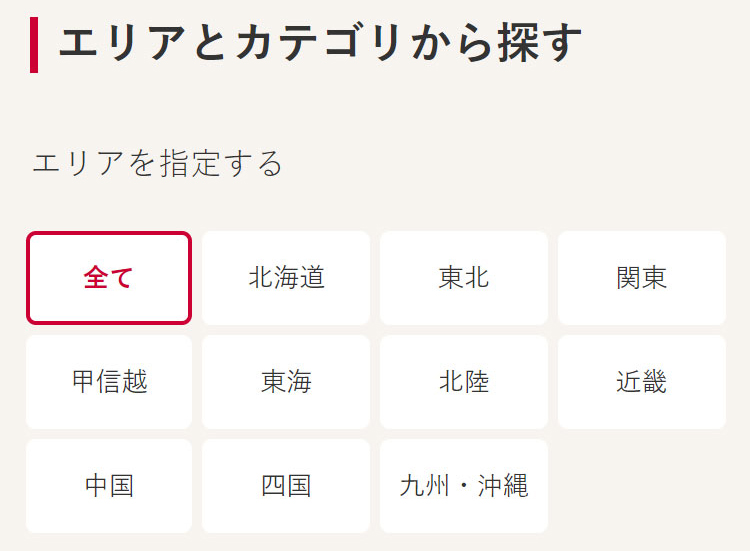 エリアとカテゴリから探す
エリアを指定する
全て 北海道 東北 関東
甲信越 東海 北陸 近畿
中国 四国 九州・沖縄